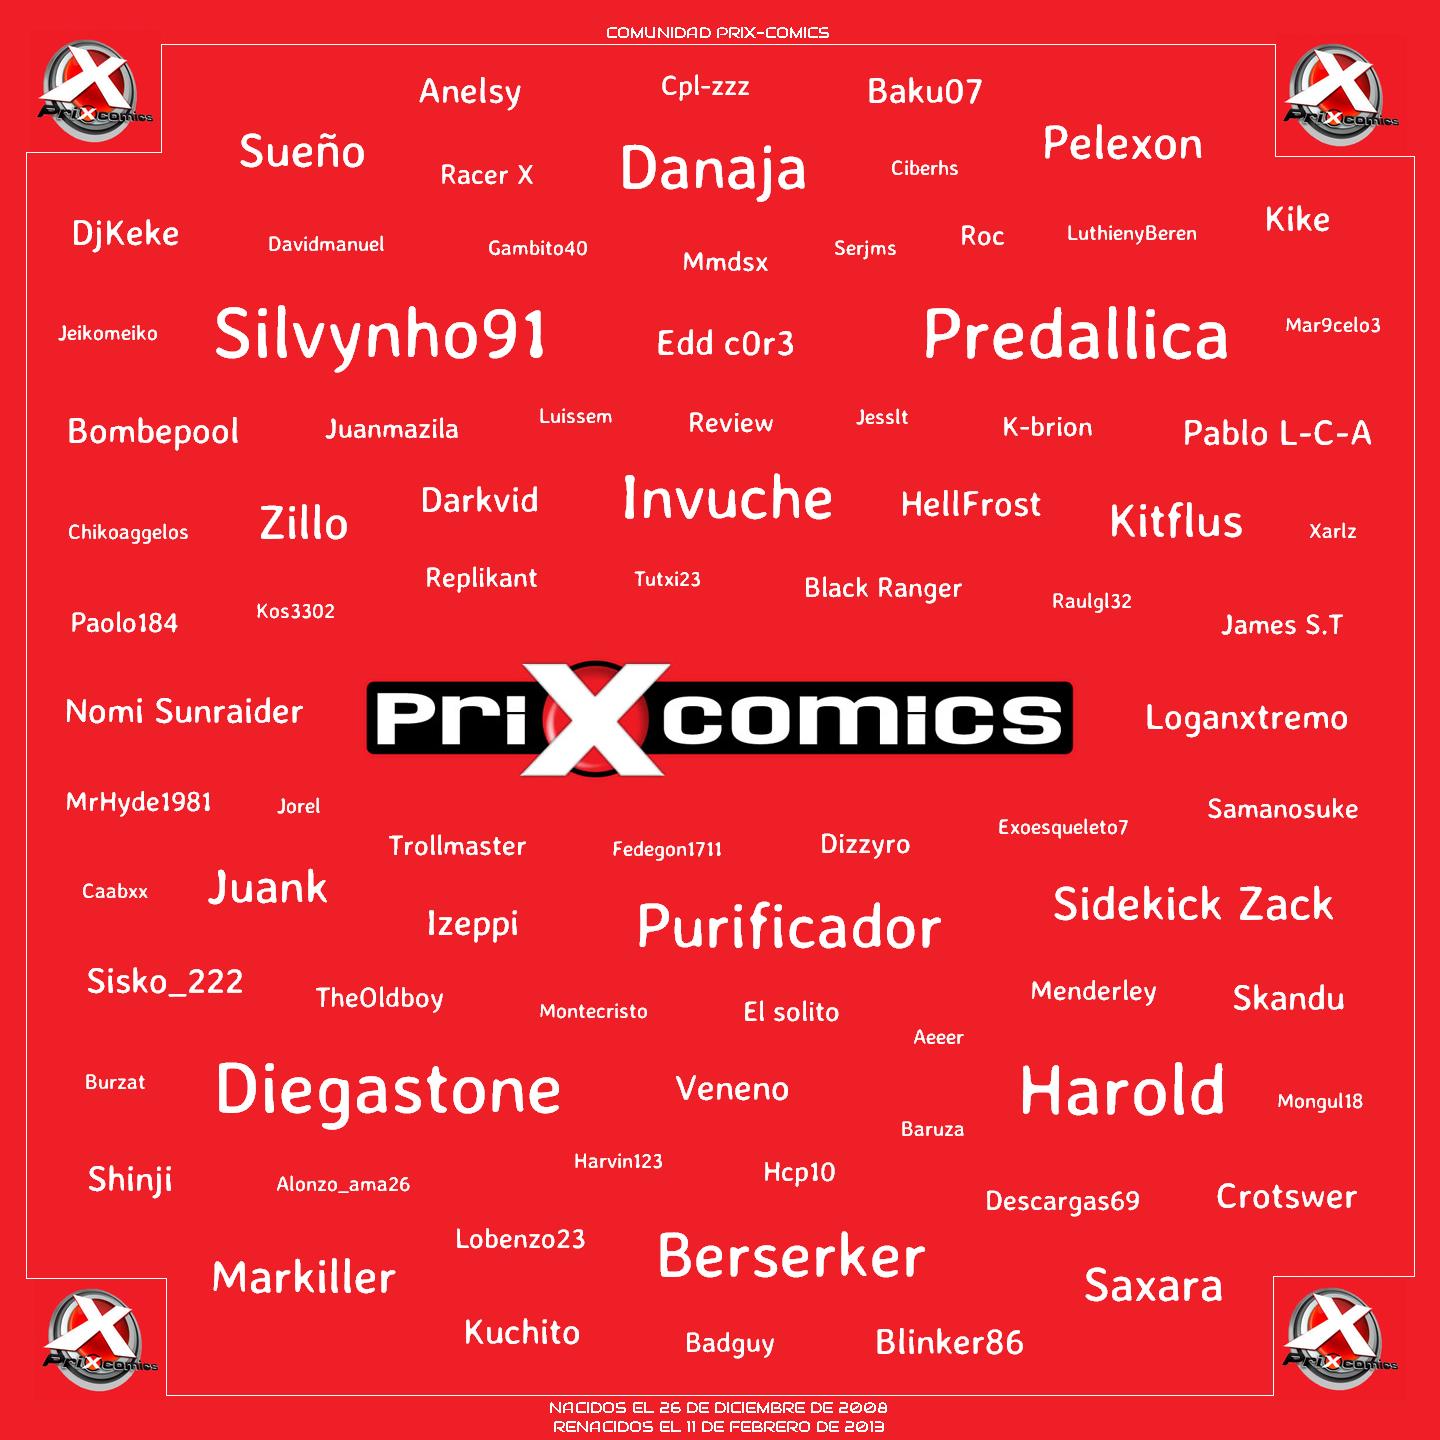 COMUNIDAD PRIX-COMICS
X
PriXcomics
X
PriXcomics
Anelsy
Cpl-zzz
Baku07
Sueño
Racer X
Danaja
Ciberhs
Pelexon
DjKeke
Davidmanuel
Gambito40
Mmdsx
Serjms
Roc
LuthienyBeren
Kike
Jeikomeiko
Silvynho91
Edd c0r3
Predallica
Mar9celo3
Bombepool
Juanmazila
Luissem
Review
Jesslt
K-brion
Pablo L-C-A
Chikoaggelos
Zillo
Darkvid
Invuche
HellFrost
Kitflus
Xarlz
Paolo184
Kos3302
Replikant
Tutxi23
Black Ranger
Raulgl32
James S.T
Nomi Sunraider
PriXcomics
Loganxtremo
MrHyde1981
Jorel
Trollmaster
Fedegon1711
Dizzyro
Exoesqueleto7
Samanosuke
Caabxx
Juank
Izeppi
Purificador
Sidekick Zack
Sisko_222
TheOldboy
Montecristo
El solito
Aeeer
Menderley
Skandu
Burzat
Diegastone
Veneno
Baruza
Harold
Mongul18
Shinji
Alonzo_ama26
Harvin123
Hcp10
Descargas69
Crotswer
Markiller
Lobenzo23
Berserker
Saxara
Kuchito
Badguy
Blinker86
X
PriXcomics
X
PriXcomics
NACIDOS EL 26 DE DICIEMBRE DE 2008
RENACIDOS EL 11 DE FEBRERO DE 2013